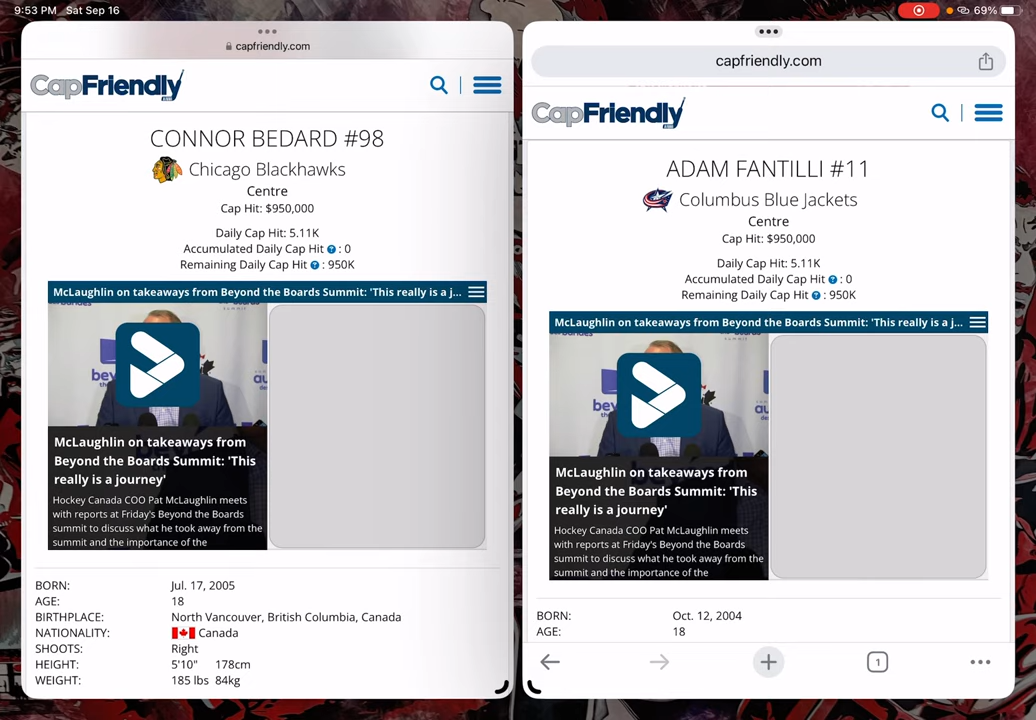 9:53 PM Sat Sep 16
69%
capfriendly.com
CapFriendly
CONNOR BEDARD #98
Chicago Blackhawks
Centre
Cap Hit: $950,000
Daily Cap Hit: 5.11K
Accumulated Daily Cap Hit ? : 0
Remaining Daily Cap Hit ? : 950K
McLaughlin on takeaways from Beyond the Boards Summit: 'This really is a j...
McLaughlin on takeaways from
Beyond the Boards Summit: 'This
really is a journey'
Hockey Canada COO Pat McLaughlin meets
with reports at Friday's Beyond the Boards
summit to discuss what he took away from the
summit and the importance of the
BORN: Jul. 17, 2005
AGE: 18
BIRTHPLACE: North Vancouver, British Columbia, Canada
NATIONALITY: Canada
SHOOTS: Right
HEIGHT: 5'10" 178cm
WEIGHT: 185 lbs 84kg
capfriendly.com
CapFriendly
ADAM FANTILLI #11
Columbus Blue Jackets
Centre
Cap Hit: $950,000
Daily Cap Hit: 5.11K
Accumulated Daily Cap Hit ? : 0
Remaining Daily Cap Hit ? : 950K
McLaughlin on takeaways from Beyond the Boards Summit: 'This really is a j...
McLaughlin on takeaways from
Beyond the Boards Summit: 'This
really is a journey'
Hockey Canada COO Pat McLaughlin meets
with reports at Friday's Beyond the Boards
summit to discuss what he took away from the
summit and the importance of the
BORN: Oct. 12, 2004
AGE: 18
1